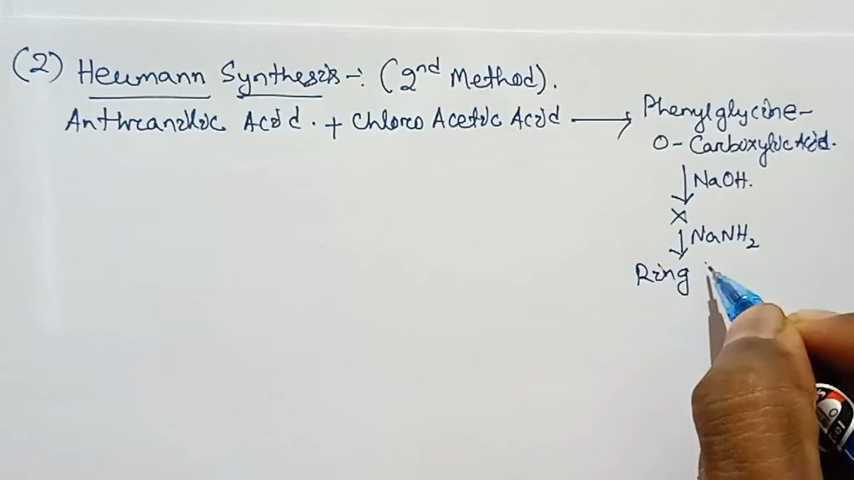 (2) Heumann Synthesis -: (2nd Method).
Anthranilic Acid. + Chloro Acetic Acid ⟶ Phenylglycine-
O-Carboxylic Acid.
↓ NaOH.
X
↓ NaNH2
Ring